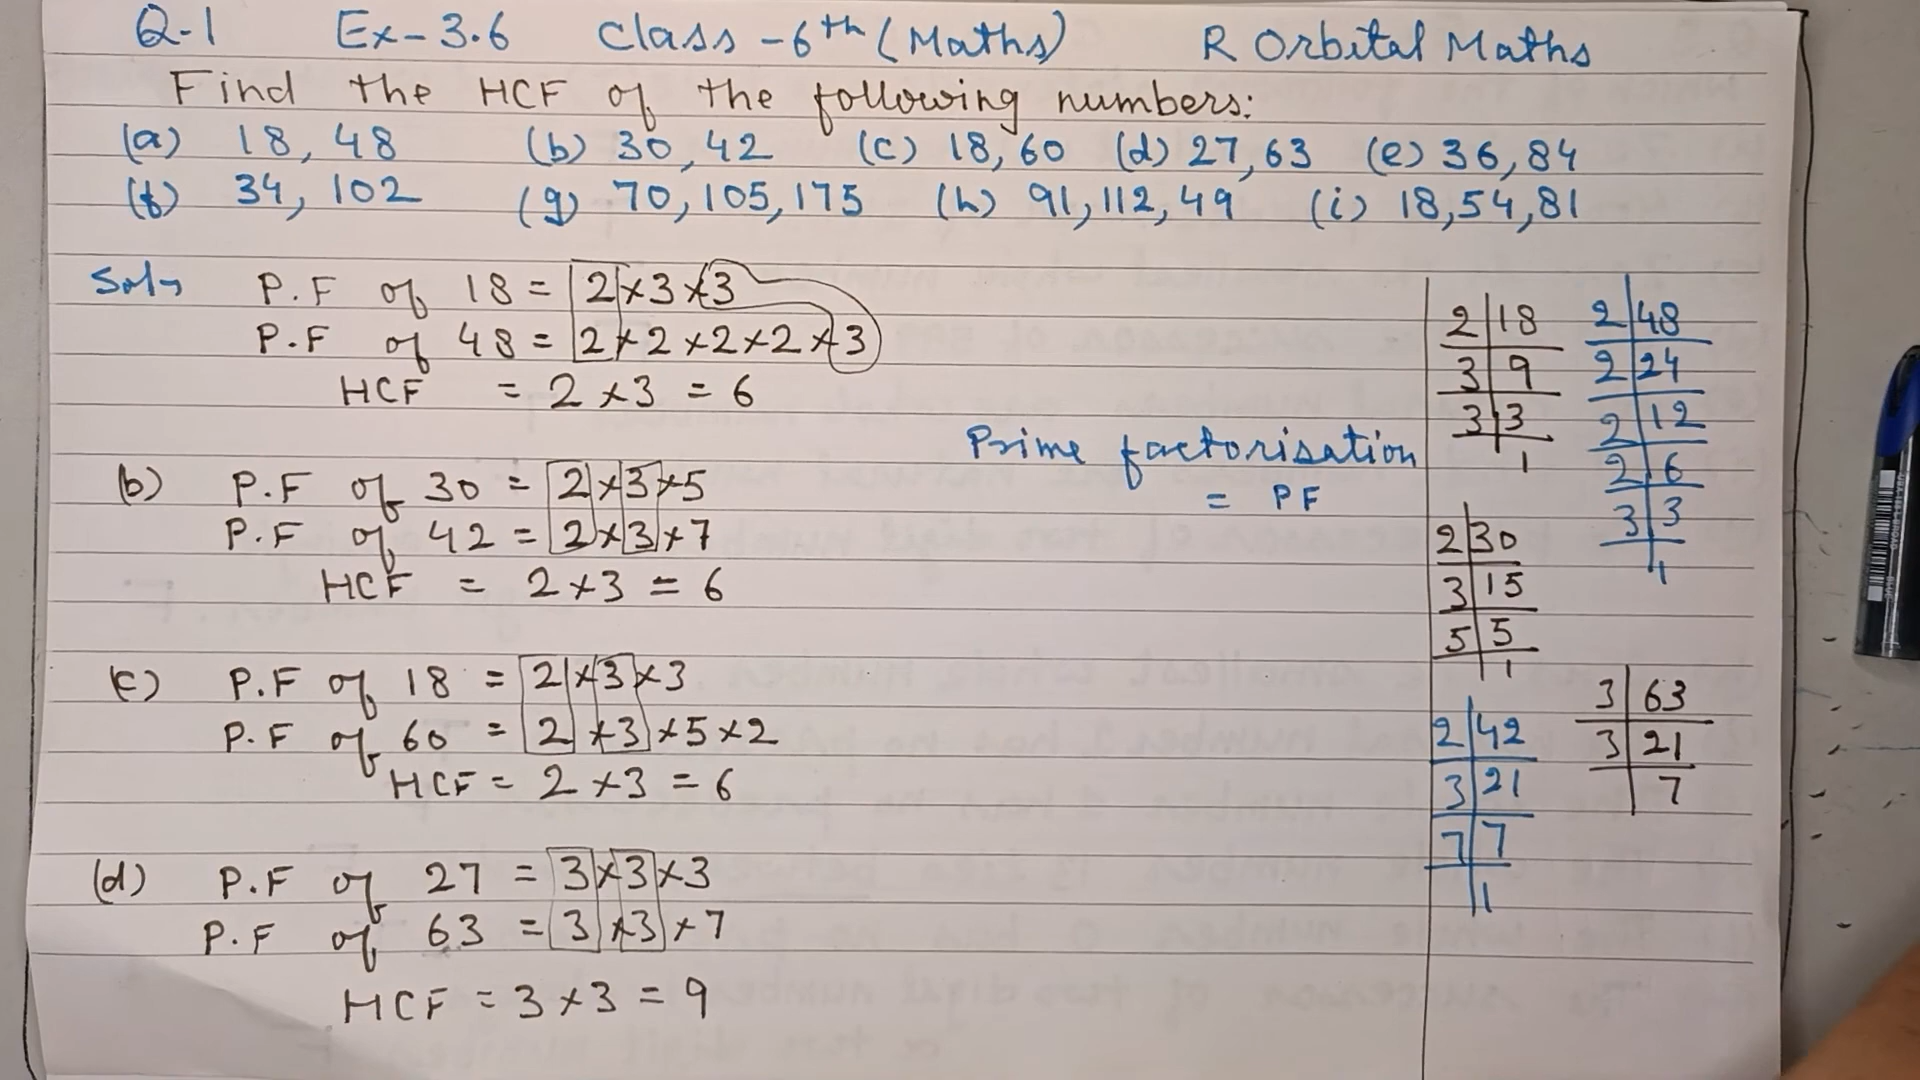 Q-1 Ex-3.6 Class-6th (Maths) R Orbital Maths
Find the HCF of the following numbers:
(a) 18, 48 (b) 30, 42 (c) 18, 60 (d) 27, 63 (e) 36, 84
(f) 34, 102 (g) 70, 105, 175 (h) 91, 112, 49 (i) 18, 54, 81
Soln P.F of 18 = 2×3×3
P.F of 48 = 2×2×2×2×3
HCF = 2×3 = 6
(b) P.F of 30 = 2×3×5
P.F of 42 = 2×3×7
HCF = 2×3 = 6
(c) P.F of 18 = 2×3×3
P.F of 60 = 2×3×5×2
HCF = 2×3 = 6
(d) P.F of 27 = 3×3×3
P.F of 63 = 3×3×7
HCF = 3×3 = 9
Prime factorisation
= PF
2 18
3 9
3 3
1
2 48
2 24
2 12
2 6
3 3
1
2 30
3 15
5 5
1
2 42
3 21
7 7
1
3 63
3 21
7